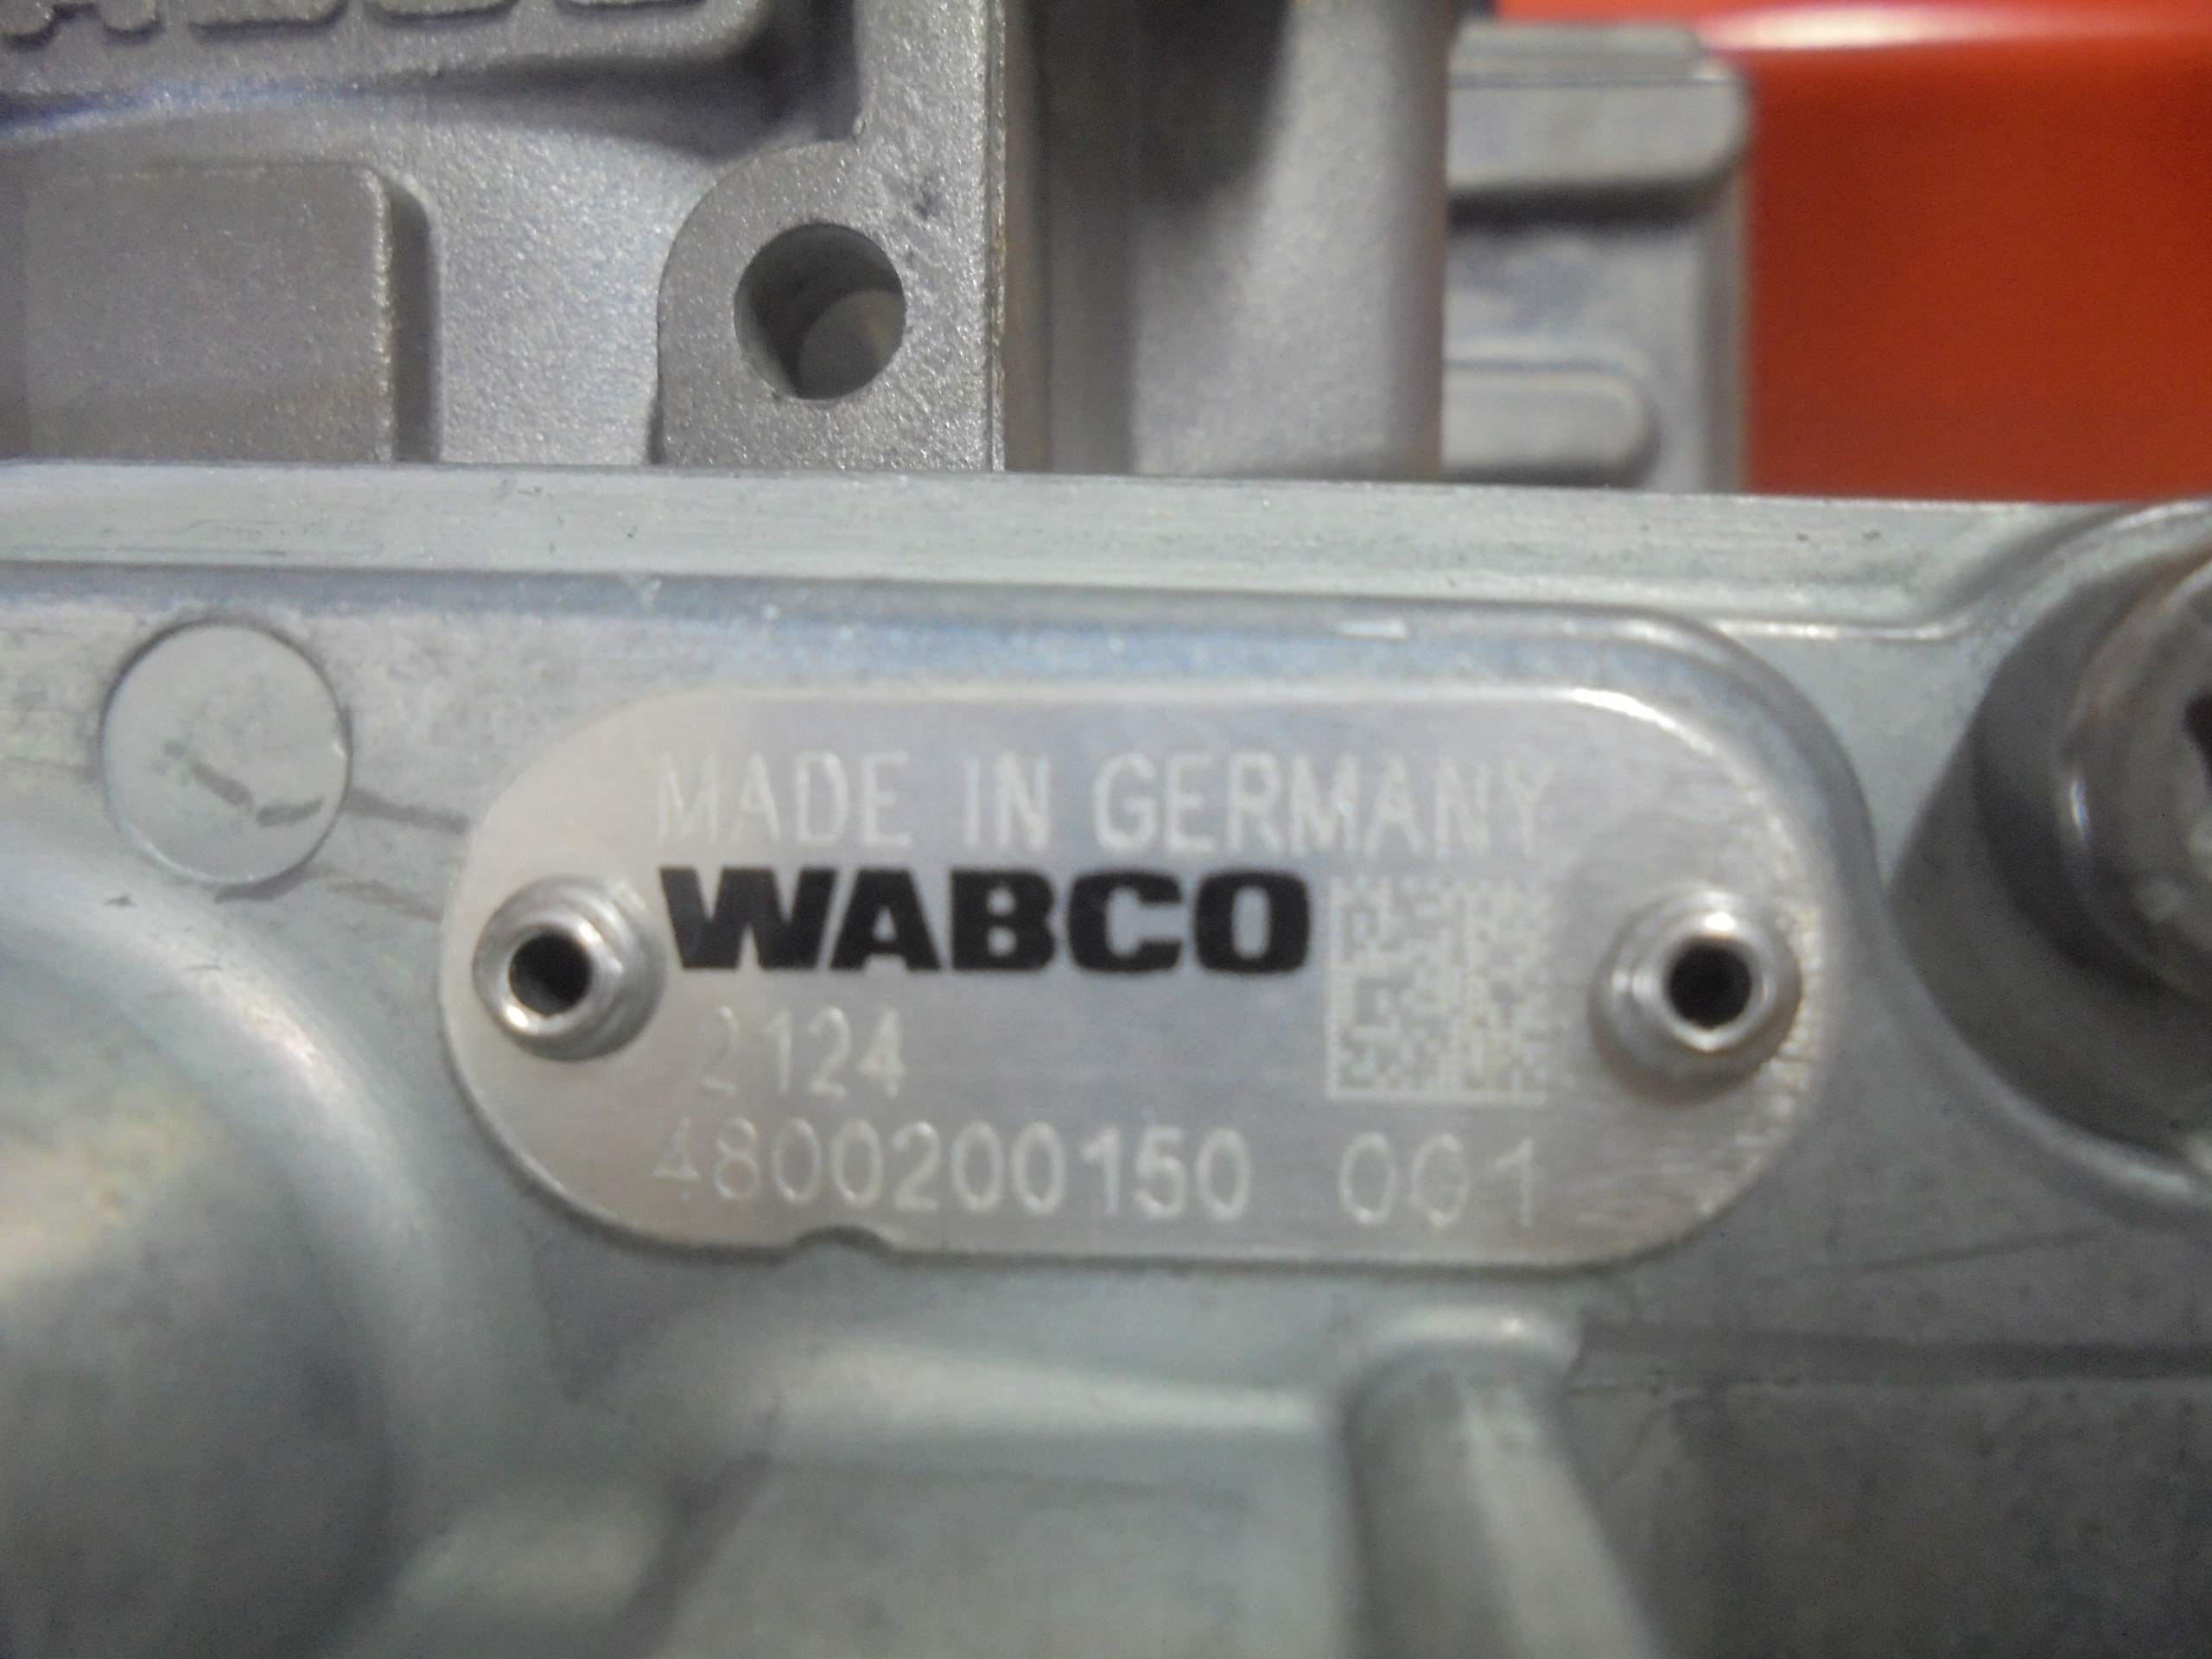 MADE IN GERMANY
WABCO
2124
4800200150 001